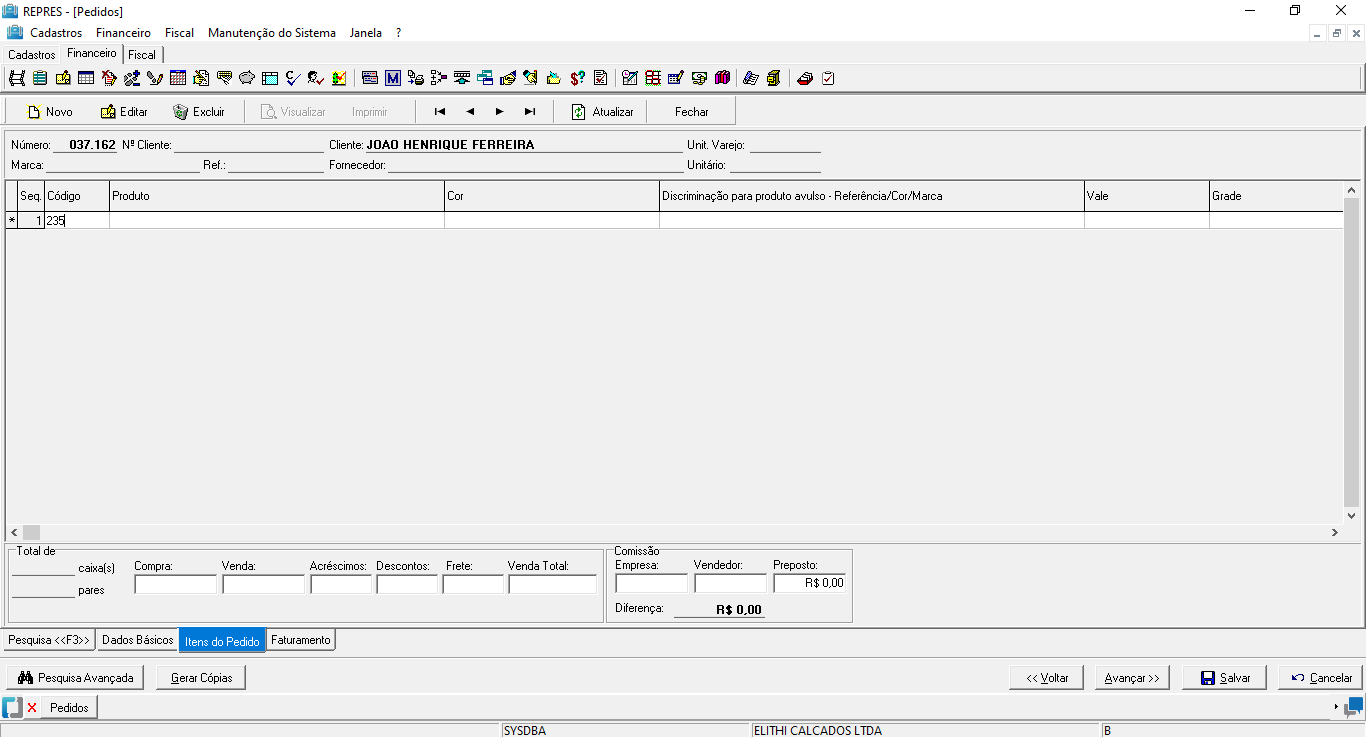 REPRES - [Pedidos]
Cadastros Financeiro Fiscal Manutenção do Sistema Janela ?
Cadastros Financeiro Fiscal
Novo Editar Excluir Visualizar Imprimir Atualizar Fechar
Número: 037.162 Nº Cliente: Cliente: JOAO HENRIQUE FERREIRA Unit. Varejo:
Marca: Ref.: Fornecedor: Unitário:
Seq. Código Produto Cor Discriminação para produto avulso - Referência/Cor/Marca Vale Grade
* 1 235
Total de Comissão
caixa(s) Compra: Venda: Acréscimos: Descontos: Frete: Venda Total: Empresa: Vendedor: Preposto:
R$ 0,00
pares
Diferença: R$ 0,00
Pesquisa <<F3>> Dados Básicos Itens do Pedido Faturamento
Pesquisa Avançada Gerar Cópias << Voltar Avançar >> Salvar Cancelar
Pedidos
SYSDBA ELITHI CALCADOS LTDA B